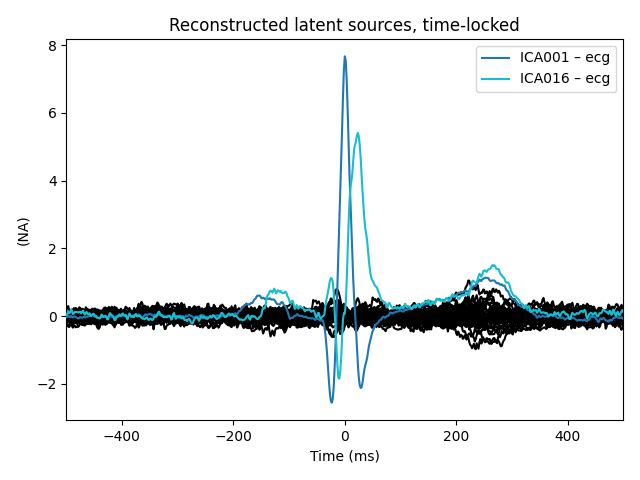 Reconstructed latent sources, time-locked
ICA001 – ecg
ICA016 – ecg
8
6
4
2
0
−2
(NA)
−400
−200
0
200
400
Time (ms)